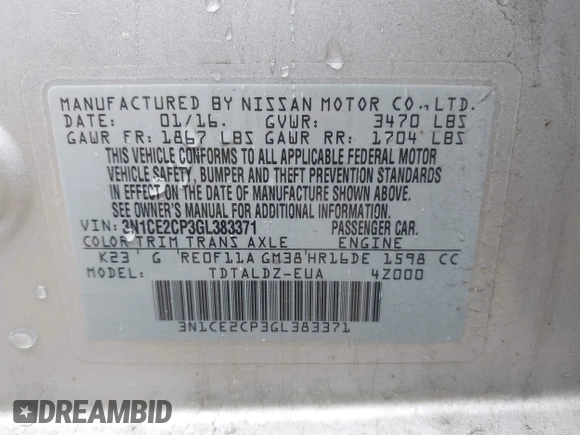 MANUFACTURED BY NISSAN MOTOR CO., LTD.
DATE: 01/16. GVWR: 3470 LBS
GAWR FR: 1867 LBS GAWR RR: 1704 LBS
THIS VEHICLE CONFORMS TO ALL APPLICABLE FEDERAL MOTOR
VEHICLE SAFETY, BUMPER AND THEFT PREVENTION STANDARDS
IN EFFECT ON THE DATE OF MANUFACTURE SHOWN ABOVE.
SEE OWNER'S MANUAL FOR ADDITIONAL INFORMATION.
VIN: 3N1CE2CP3GL383371 PASSENGER CAR.
COLOR TRIM TRANS AXLE ENGINE
K23 G RE0F11A GM38 HR16DE 1598 CC
MODEL: TDTALDZ-EUA 4Z000
3N1CE2CP3GL383371
DREAMBID